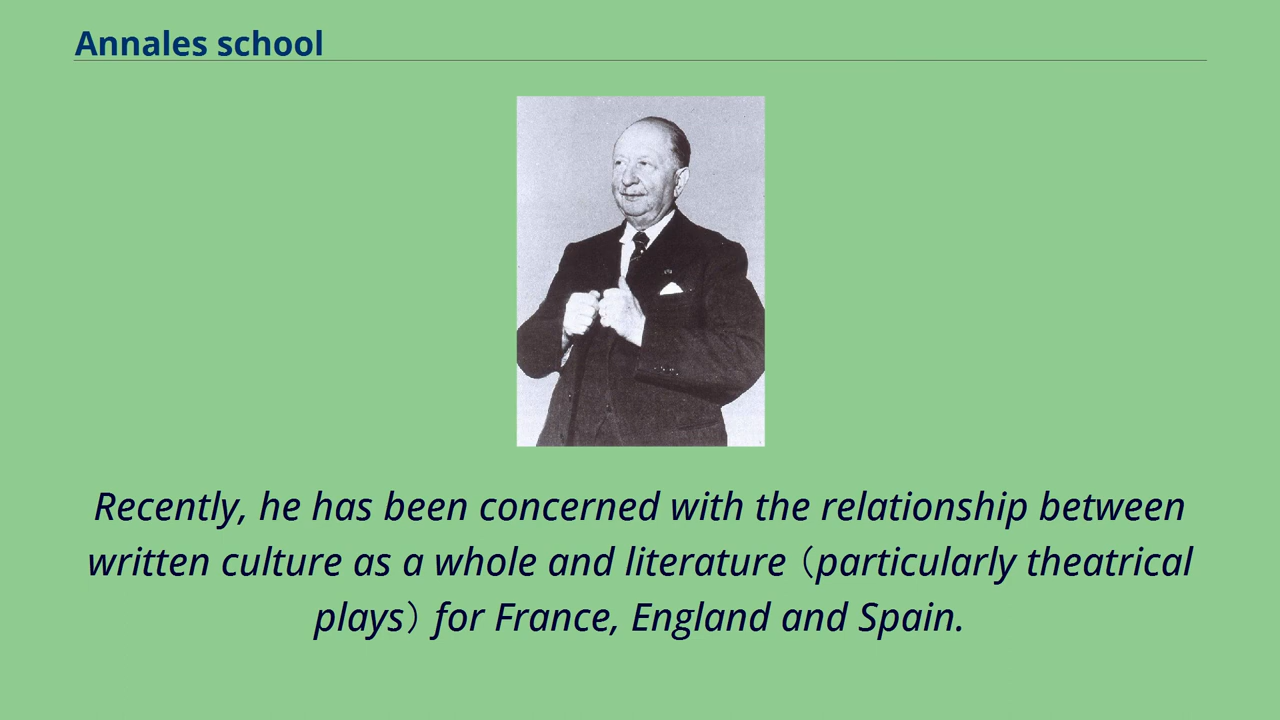 Annales school
Recently, he has been concerned with the relationship between
written culture as a whole and literature (particularly theatrical
plays) for France, England and Spain.